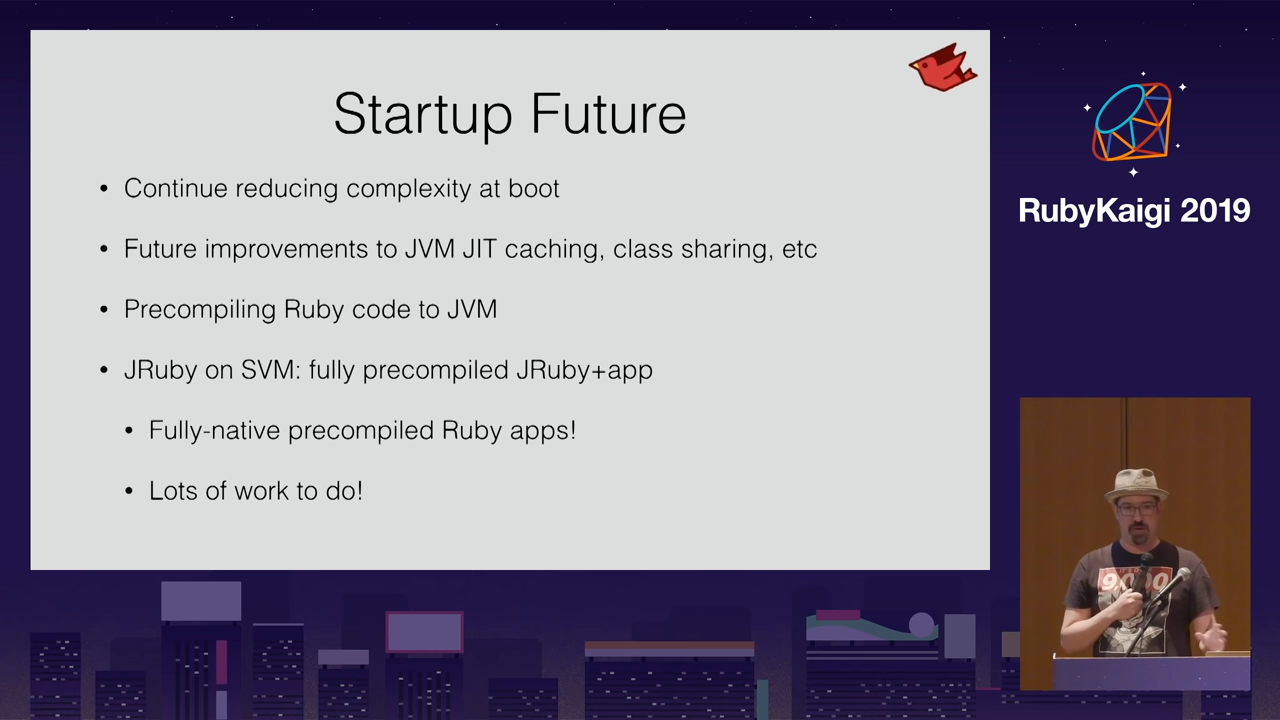 Startup Future
• Continue reducing complexity at boot
• Future improvements to JVM JIT caching, class sharing, etc
• Precompiling Ruby code to JVM
• JRuby on SVM: fully precompiled JRuby+app
• Fully-native precompiled Ruby apps!
• Lots of work to do!
RubyKaigi 2019